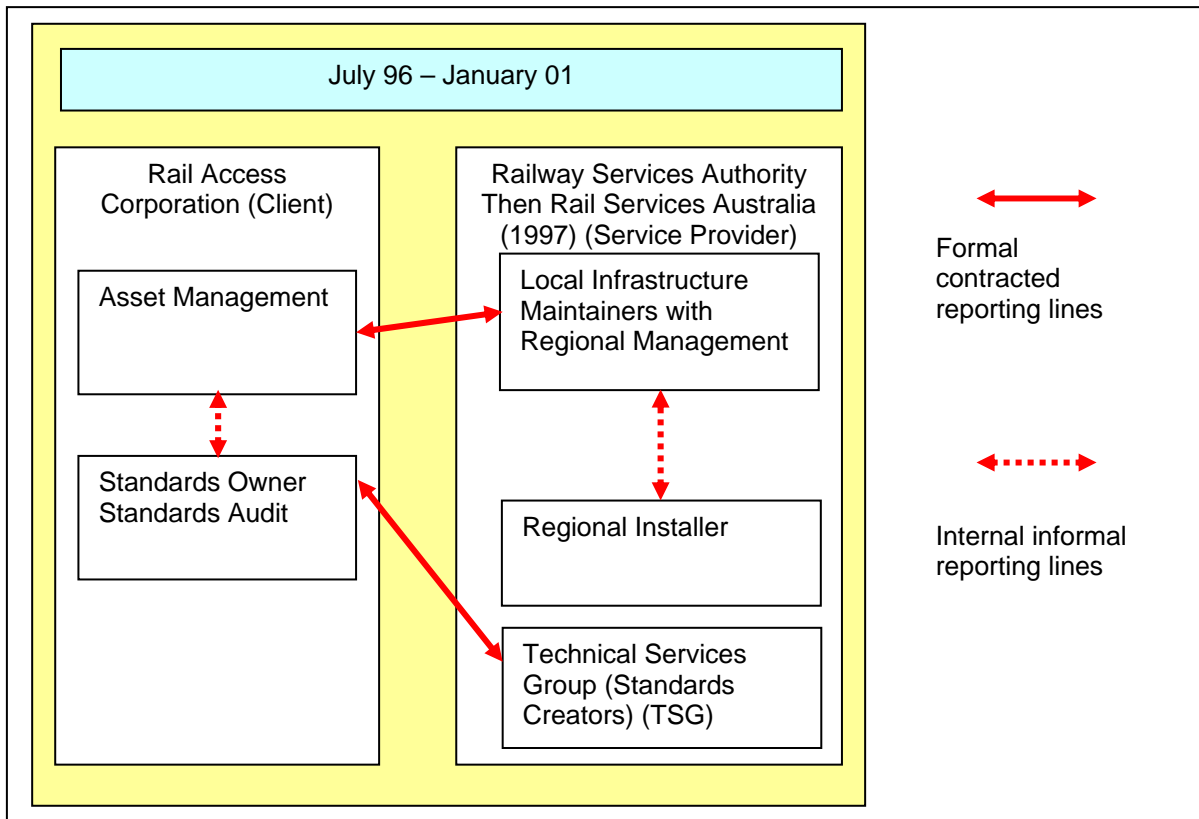 July 96 – January 01
Rail Access
Corporation (Client)
Asset Management
Standards Owner
Standards Audit
Railway Services Authority
Then Rail Services Australia
(1997) (Service Provider)
Local Infrastructure
Maintainers with
Regional Management
Regional Installer
Technical Services
Group (Standards
Creators) (TSG)
Formal
contracted
reporting lines
Internal informal
reporting lines